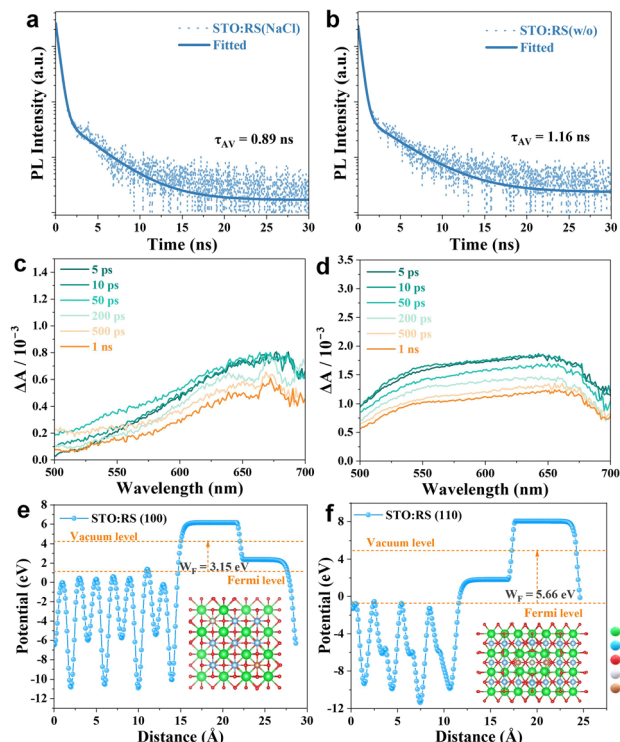 a
STO:RS(NaCl)
Fitted
τAV = 0.89 ns
PL Intensity (a.u.)
0 5 10 15 20 25 30
Time (ns)
b
STO:RS(w/o)
Fitted
τAV = 1.16 ns
PL Intensity (a.u.)
0 5 10 15 20 25 30
Time (ns)
c
5 ps
10 ps
50 ps
200 ps
500 ps
1 ns
ΔA / 10⁻³
1.6
1.4
1.2
1.0
0.8
0.6
0.4
0.2
0.0
500 550 600 650 700
Wavelength (nm)
d
5 ps
10 ps
50 ps
200 ps
500 ps
1 ns
ΔA / 10⁻³
3.5
3.0
2.5
2.0
1.5
1.0
0.5
0.0
500 550 600 650 700
Wavelength (nm)
e
STO:RS (100)
Vacuum level
WF = 3.15 eV
Fermi level
Potential (eV)
8
6
4
2
0
-2
-4
-6
-8
-10
-12
0 5 10 15 20 25 30
Distance (Å)
f
STO:RS (110)
Vacuum level
WF = 5.66 eV
Fermi level
Potential (eV)
8
4
0
-4
-8
-12
0 5 10 15 20 25
Distance (Å)